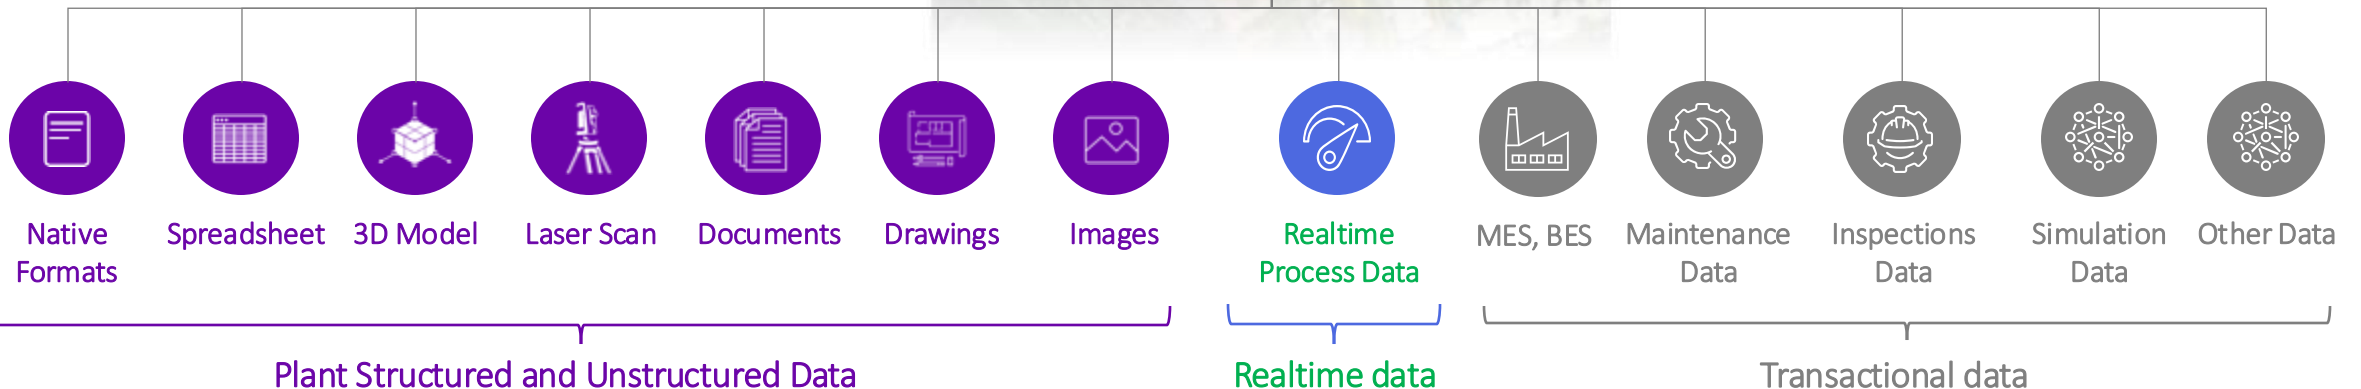 Native
Formats
Spreadsheet
3D Model
Laser Scan
Documents
Drawings
Images
Realtime
Process Data
MES, BES
Maintenance
Data
Inspections
Data
Simulation
Data
Other Data
Plant Structured and Unstructured Data
Realtime data
Transactional data